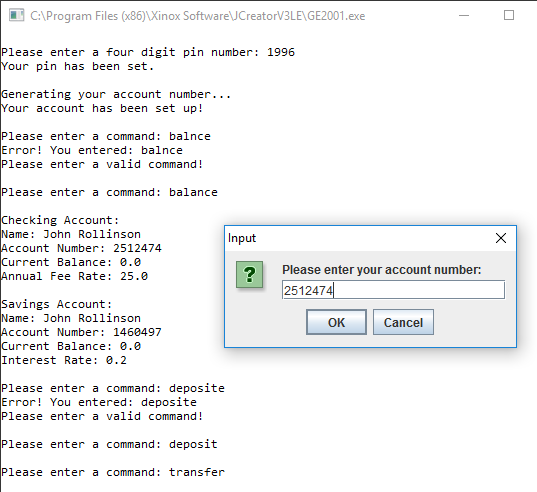 C:\Program Files (x86)\Xinox Software\JCreatorV3LE\GE2001.exe
Please enter a four digit pin number: 1996
Your pin has been set.
Generating your account number...
Your account has been set up!
Please enter a command: balnce
Error! You entered: balnce
Please enter a valid command!
Please enter a command: balance
Checking Account:
Name: John Rollinson
Account Number: 2512474
Current Balance: 0.0
Annual Fee Rate: 25.0
Savings Account:
Name: John Rollinson
Account Number: 1460497
Current Balance: 0.0
Interest Rate: 0.2
Please enter a command: deposite
Error! You entered: deposite
Please enter a valid command!
Please enter a command: deposit
Please enter a command: transfer
Input
Please enter your account number:
2512474
OK
Cancel